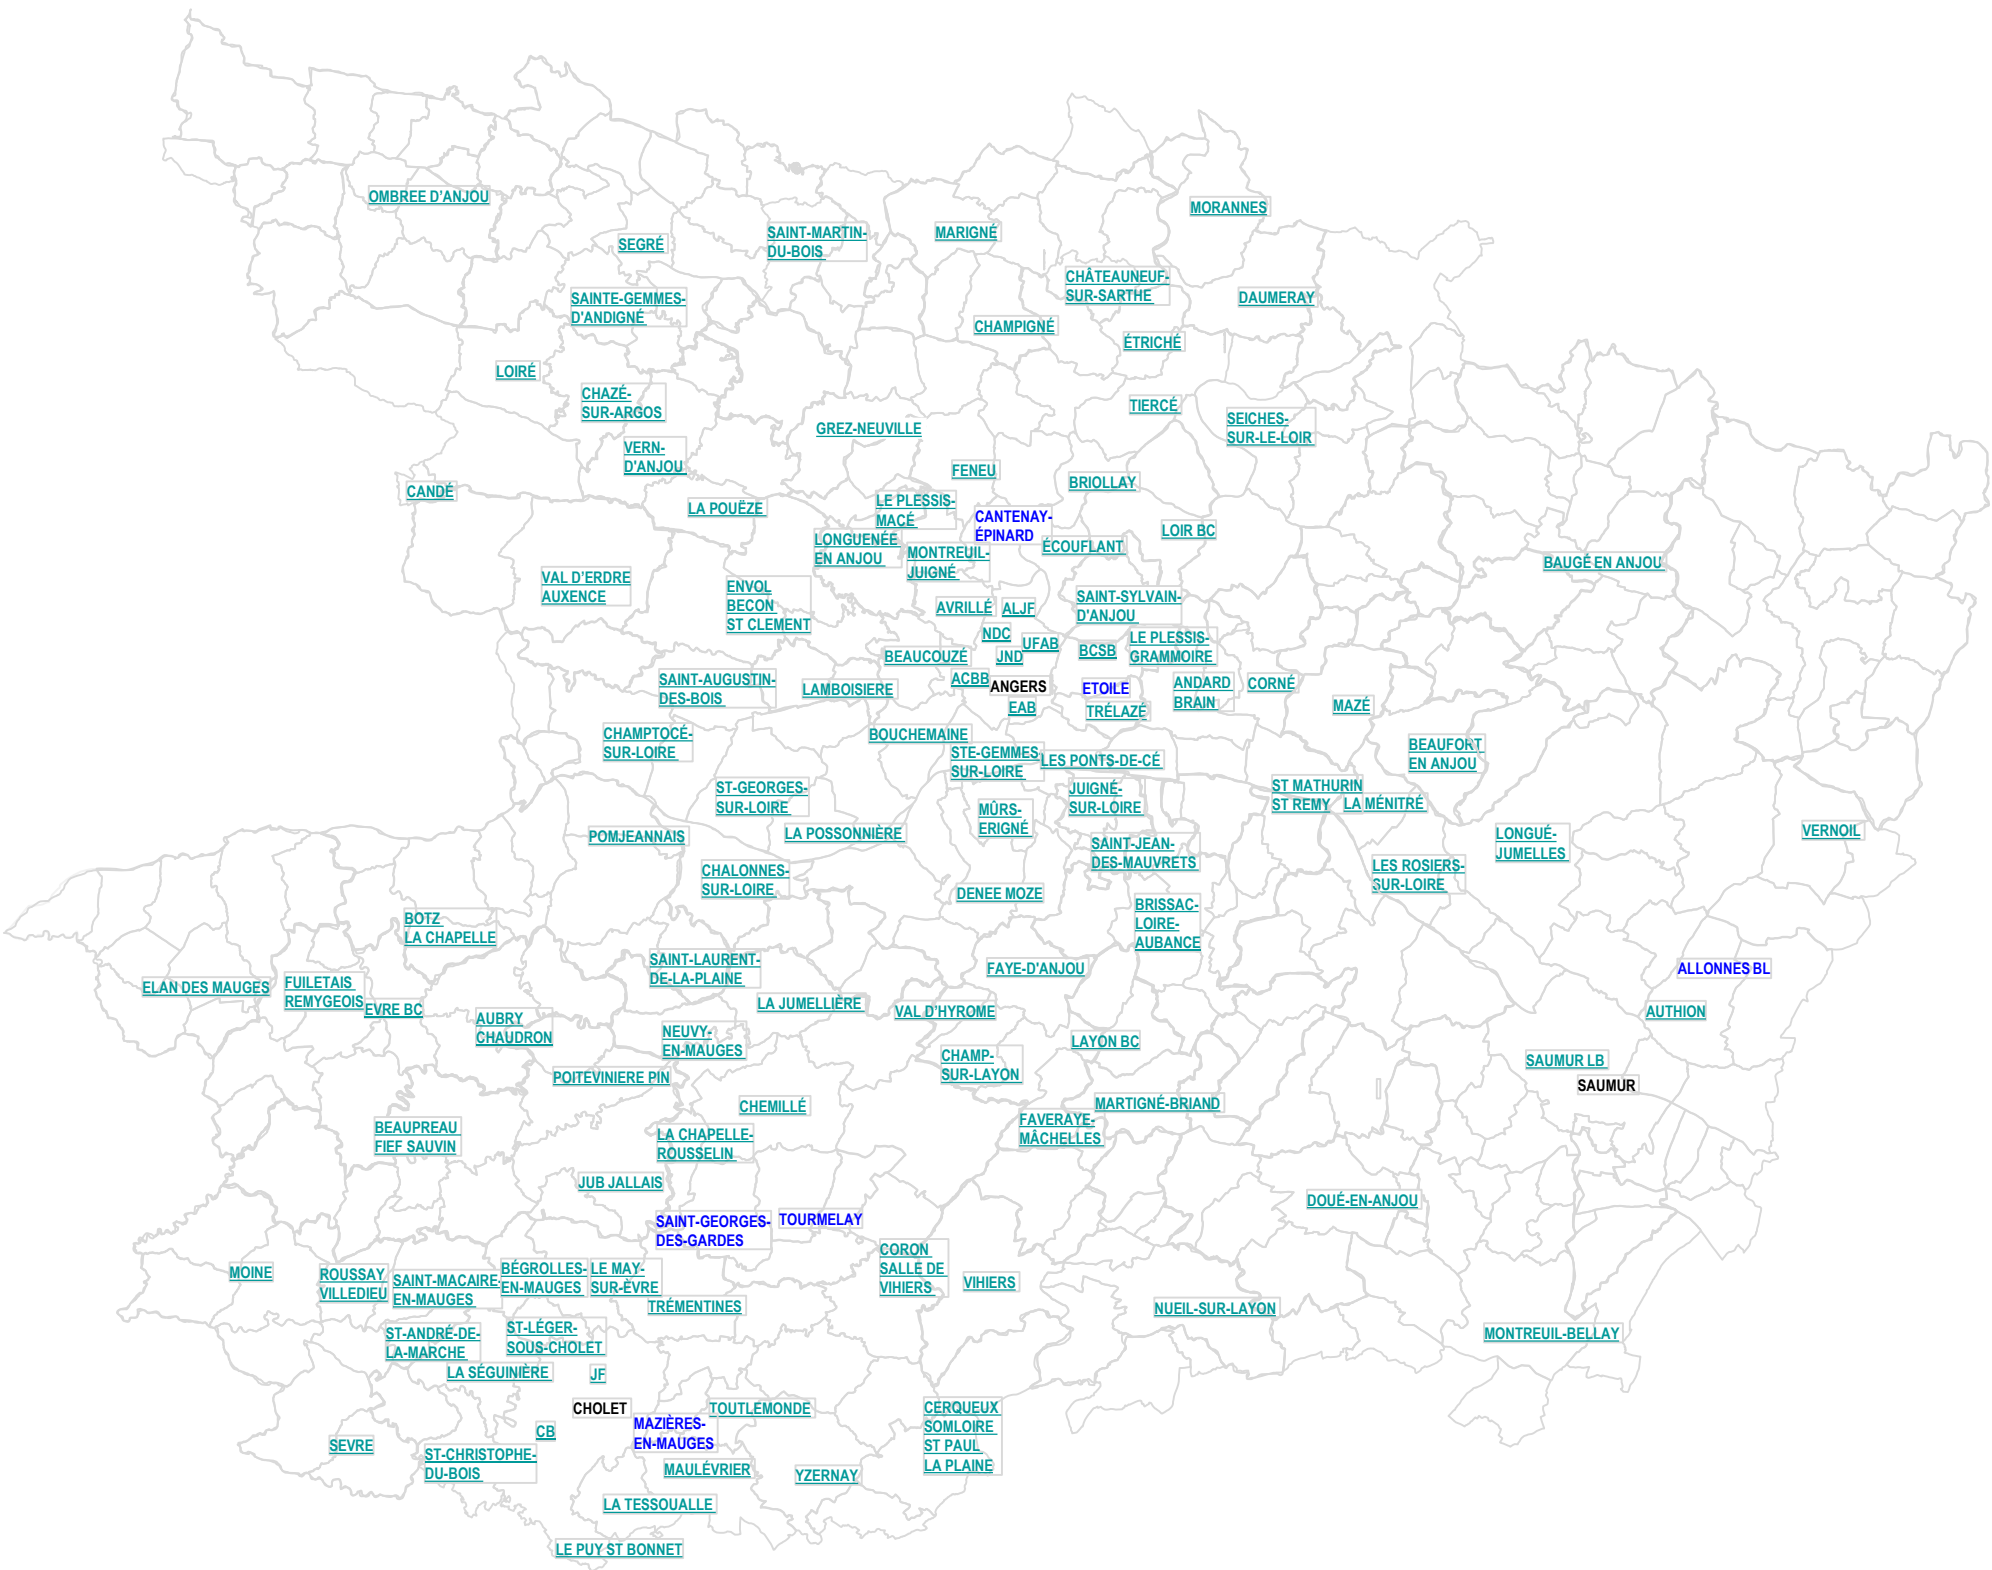 OMBREE D'ANJOU
MORANNES
SEGRÉ
SAINT-MARTIN-
DU-BOIS
MARIGNÉ
CHÂTEAUNEUF-
SUR-SARTHE
DAUMERAY
SAINTE-GEMMES-
D'ANDIGNÉ
CHAMPIGNÉ
ÉTRICHÉ
LOIRÉ
CHAZÉ-
SUR-ARGOS
TIERCÉ
SEICHES-
SUR-LE-LOIR
GREZ-NEUVILLE
VERN-
D'ANJOU
FENEU
BRIOLLAY
CANDÉ
LA POUËZE
LE PLESSIS-
MACÉ
CANTENAY-
ÉPINARD
LOIR BC
LONGUENÉE
EN ANJOU
MONTREUIL-
JUIGNÉ
ÉCOUFLANT
BAUGÉ EN ANJOU
VAL D'ERDRE
AUXENCE
ENVOL
BECON
ST CLEMENT
AVRILLÉ
ALJF
SAINT-SYLVAIN-
D'ANJOU
NDC
UFAB
JND
BCSB
LE PLESSIS-
GRAMMOIRE
BEAUCOUZÉ
SAINT-AUGUSTIN-
DES-BOIS
LAMBOISIERE
ACBB
ANGERS
ETOILE
ANDARD
BRAIN
CORNÉ
EAB
TRÉLAZÉ
MAZÉ
CHAMPTOCÉ-
SUR-LOIRE
BOUCHEMAINE
STE-GEMMES
SUR-LOIRE
LES PONTS-DE-CÉ
BEAUFORT
EN ANJOU
ST-GEORGES-
SUR-LOIRE
JUIGNÉ-
SUR-LOIRE
ST MATHURIN
ST REMY
LA MÉNITRÉ
MÛRS-
ERIGNÉ
POMJEANNAIS
LA POSSONNIÈRE
SAINT-JEAN-
DES-MAUVRETS
LONGUÉ-
JUMELLES
VERNOIL
CHALONNES-
SUR-LOIRE
DENEE MOZE
LES ROSIERS-
SUR-LOIRE
BOTZ
LA CHAPELLE
BRISSAC-
LOIRE-
AUBANCE
SAINT-LAURENT-
DE-LA-PLAINE
FAYE-D'ANJOU
ALLONNES BL
ELAN DES MAUGES
FUILETAIS
REMYGEOIS
EVRE BC
LA JUMELLIÈRE
VAL D'HYROME
AUTHION
AUBRY
CHAUDRON
NEUVY-
EN-MAUGES
LAYON BC
CHAMP-
SUR-LAYON
SAUMUR LB
SAUMUR
POITEVINIERE PIN
CHEMILLÉ
MARTIGNÉ-BRIAND
FAVERAYE-
MÂCHELLES
BEAUPREAU
FIEF SAUVIN
LA CHAPELLE-
ROUSSELIN
JUB JALLAIS
DOUÉ-EN-ANJOU
SAINT-GEORGES-
DES-GARDES
TOURMELAY
CORON
SALLE DE
VIHIERS
VIHIERS
MOINE
ROUSSAY
VILLEDIEU
SAINT-MACAIRE-
EN-MAUGES
BÉGROLLES-
EN-MAUGES
LE MAY-
SUR-ÈVRE
TRÉMENTINES
NUEIL-SUR-LAYON
ST-ANDRÉ-DE-
LA-MARCHE
ST-LÉGER-
SOUS-CHOLET
MONTREUIL-BELLAY
LA SÉGUINIÈRE
JF
CHOLET
MAZIÈRES-
EN-MAUGES
TOUTLEMONDE
CERQUEUX
SOMLOIRE
ST PAUL
LA PLAINE
CB
SEVRE
ST-CHRISTOPHE-
DU-BOIS
MAULÉVRIER
YZERNAY
LA TESSOUALLE
LE PUY ST BONNET